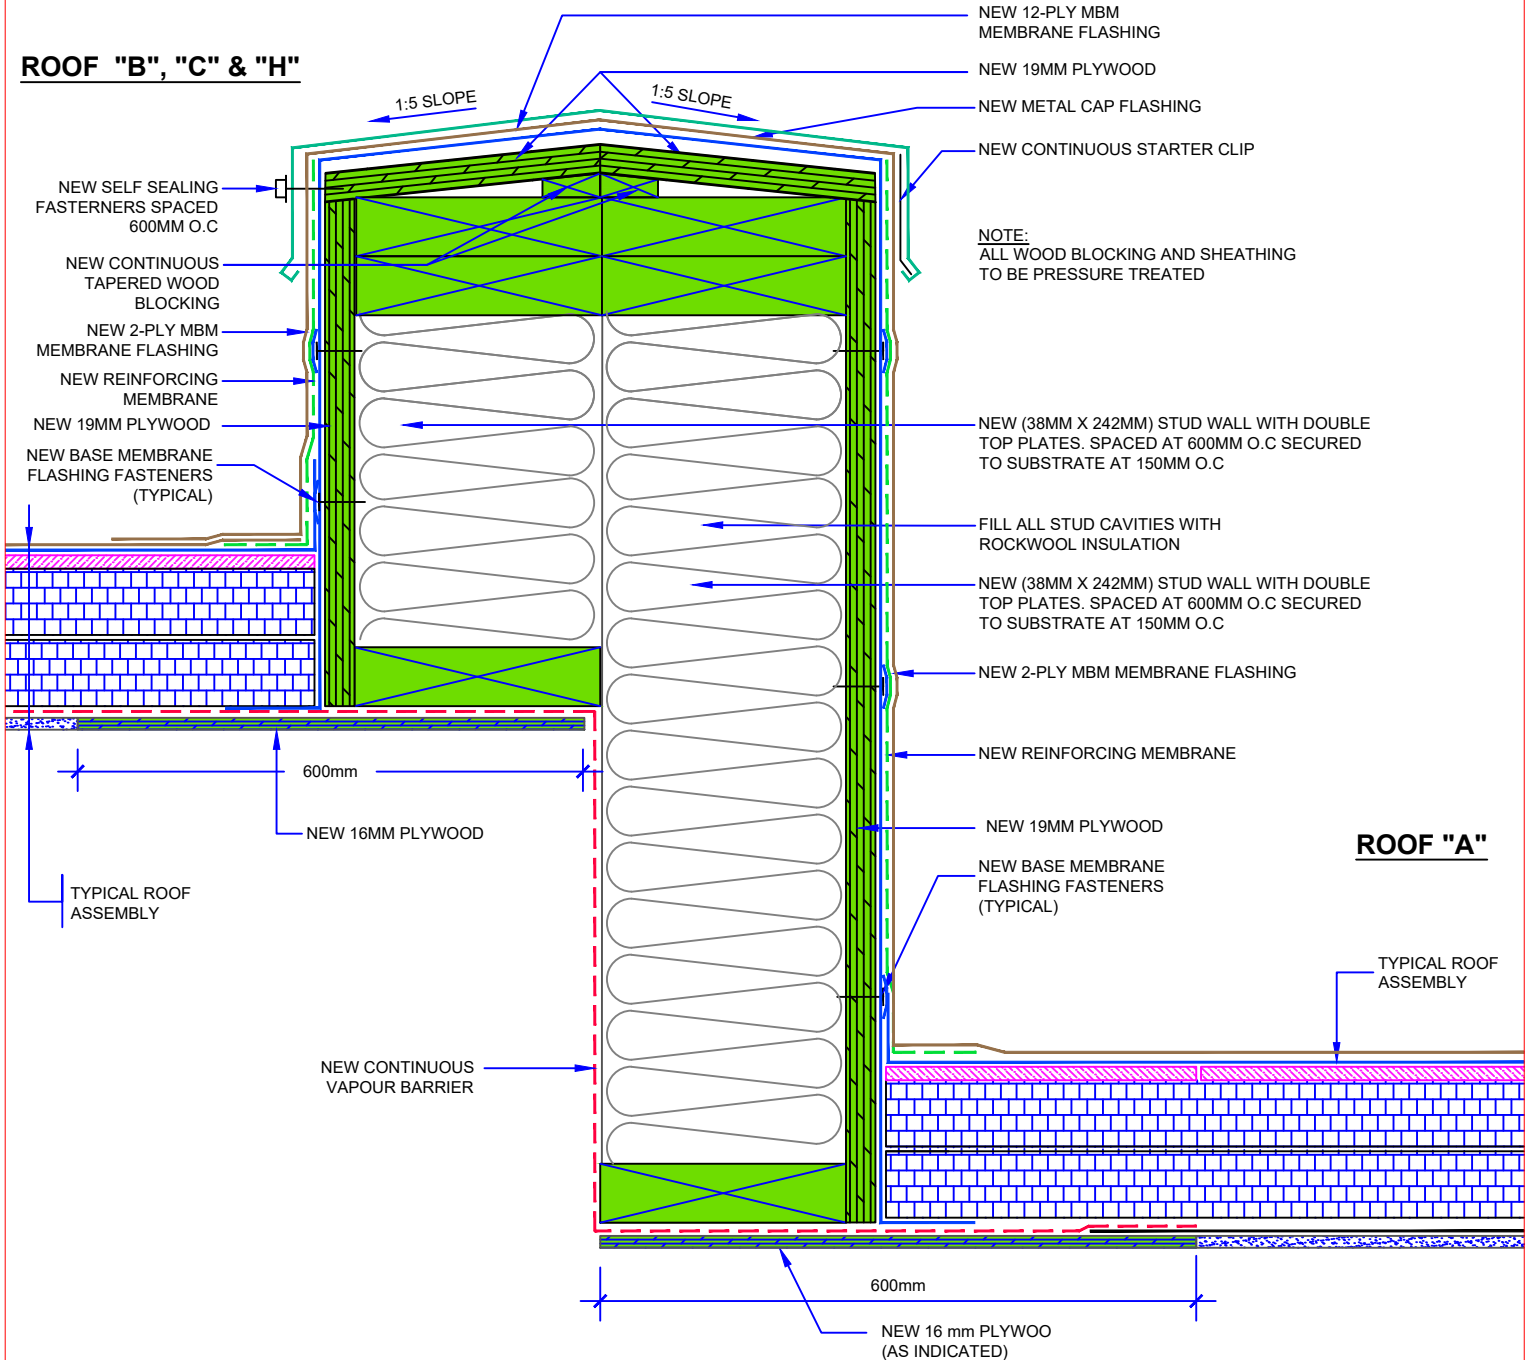 ROOF "B", "C" & "H"
1:5 SLOPE
1:5 SLOPE
NEW SELF SEALING
FASTERNERS SPACED
600MM O.C
NEW CONTINUOUS
TAPERED WOOD
BLOCKING
NEW 2-PLY MBM
MEMBRANE FLASHING
NEW REINFORCING
MEMBRANE
NEW 19MM PLYWOOD
NEW BASE MEMBRANE
FLASHING FASTENERS
(TYPICAL)
600mm
NEW 16MM PLYWOOD
TYPICAL ROOF
ASSEMBLY
NEW CONTINUOUS
VAPOUR BARRIER
NEW 12-PLY MBM
MEMBRANE FLASHING
NEW 19MM PLYWOOD
NEW METAL CAP FLASHING
NEW CONTINUOUS STARTER CLIP
NOTE:
ALL WOOD BLOCKING AND SHEATHING
TO BE PRESSURE TREATED
NEW (38MM X 242MM) STUD WALL WITH DOUBLE
TOP PLATES. SPACED AT 600MM O.C SECURED
TO SUBSTRATE AT 150MM O.C
FILL ALL STUD CAVITIES WITH
ROCKWOOL INSULATION
NEW (38MM X 242MM) STUD WALL WITH DOUBLE
TOP PLATES. SPACED AT 600MM O.C SECURED
TO SUBSTRATE AT 150MM O.C
NEW 2-PLY MBM MEMBRANE FLASHING
NEW REINFORCING MEMBRANE
NEW 19MM PLYWOOD
ROOF "A"
NEW BASE MEMBRANE
FLASHING FASTENERS
(TYPICAL)
TYPICAL ROOF
ASSEMBLY
600mm
NEW 16 mm PLYWOO
(AS INDICATED)